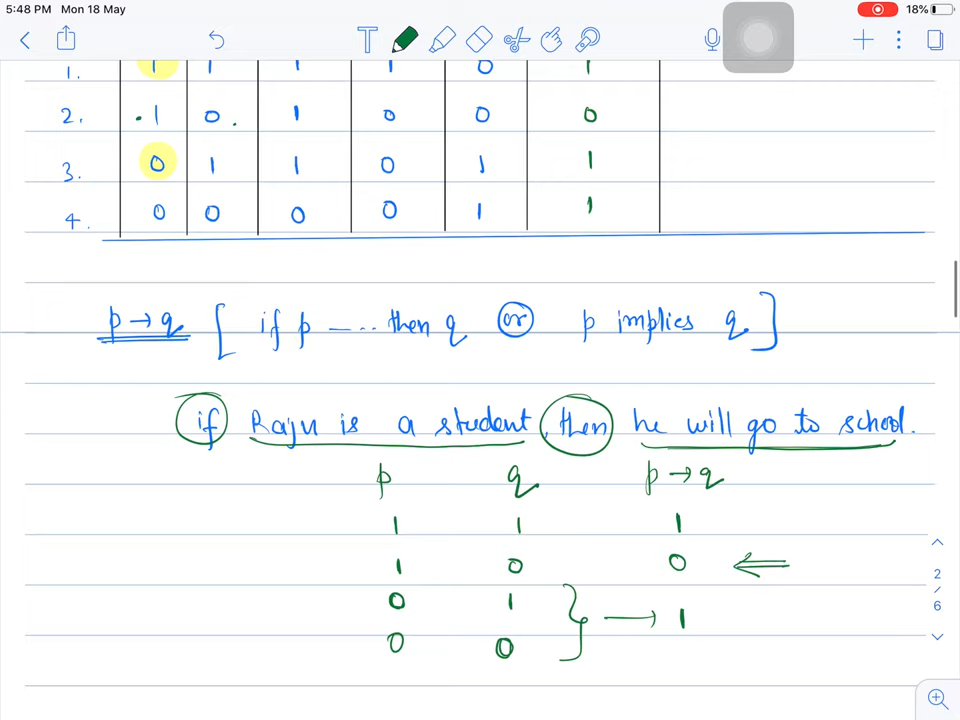 5:48 PM Mon 18 May 18%
T
1. 1 1 1 1 0 1
2. 1 0 1 0 0 0
3. 0 1 1 0 1 1
4. 0 0 0 0 1 1
p → q [ if p ---.. then q or p implies q ]
if Raju is a student, then he will go to school.
p q p → q
1 1 1
1 0 0 ⇐
0 1 } → 1
0 0
2
/
6